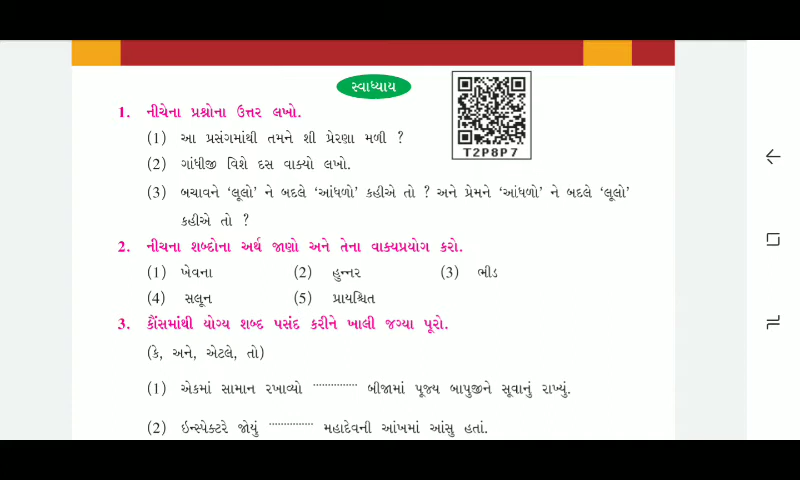 સ્વાધ્યાય
T2P8P7
1. નીચેના પ્રશ્નોના ઉત્તર લખો.
(1) આ પ્રસંગમાંથી તમને શી પ્રેરણા મળી ?
(2) ગાંધીજી વિશે દસ વાક્યો લખો.
(3) બચાવને ‘લૂલો’ ને બદલે ‘આંધળો’ કહીએ તો ? અને પ્રેમને ‘આંધળો’ ને બદલે ‘લૂલો’
કહીએ તો ?
2. નીચના શબ્દોના અર્થ જાણો અને તેના વાક્યપ્રયોગ કરો.
(1) ખેવના (2) હુન્નર (3) ભીડ
(4) સલૂન (5) પ્રાયશ્ચિત
3. કૌંસમાંથી યોગ્ય શબ્દ પસંદ કરીને ખાલી જગ્યા પૂરો.
(કે, અને, એટલે, તો)
(1) એકમાં સામાન રખાવ્યો .............. બીજામાં પૂજ્ય બાપુજીને સૂવાનું રાખ્યું.
(2) ઇન્સ્પેક્ટરે જોયું .............. મહાદેવની આંખમાં આંસુ હતાં.